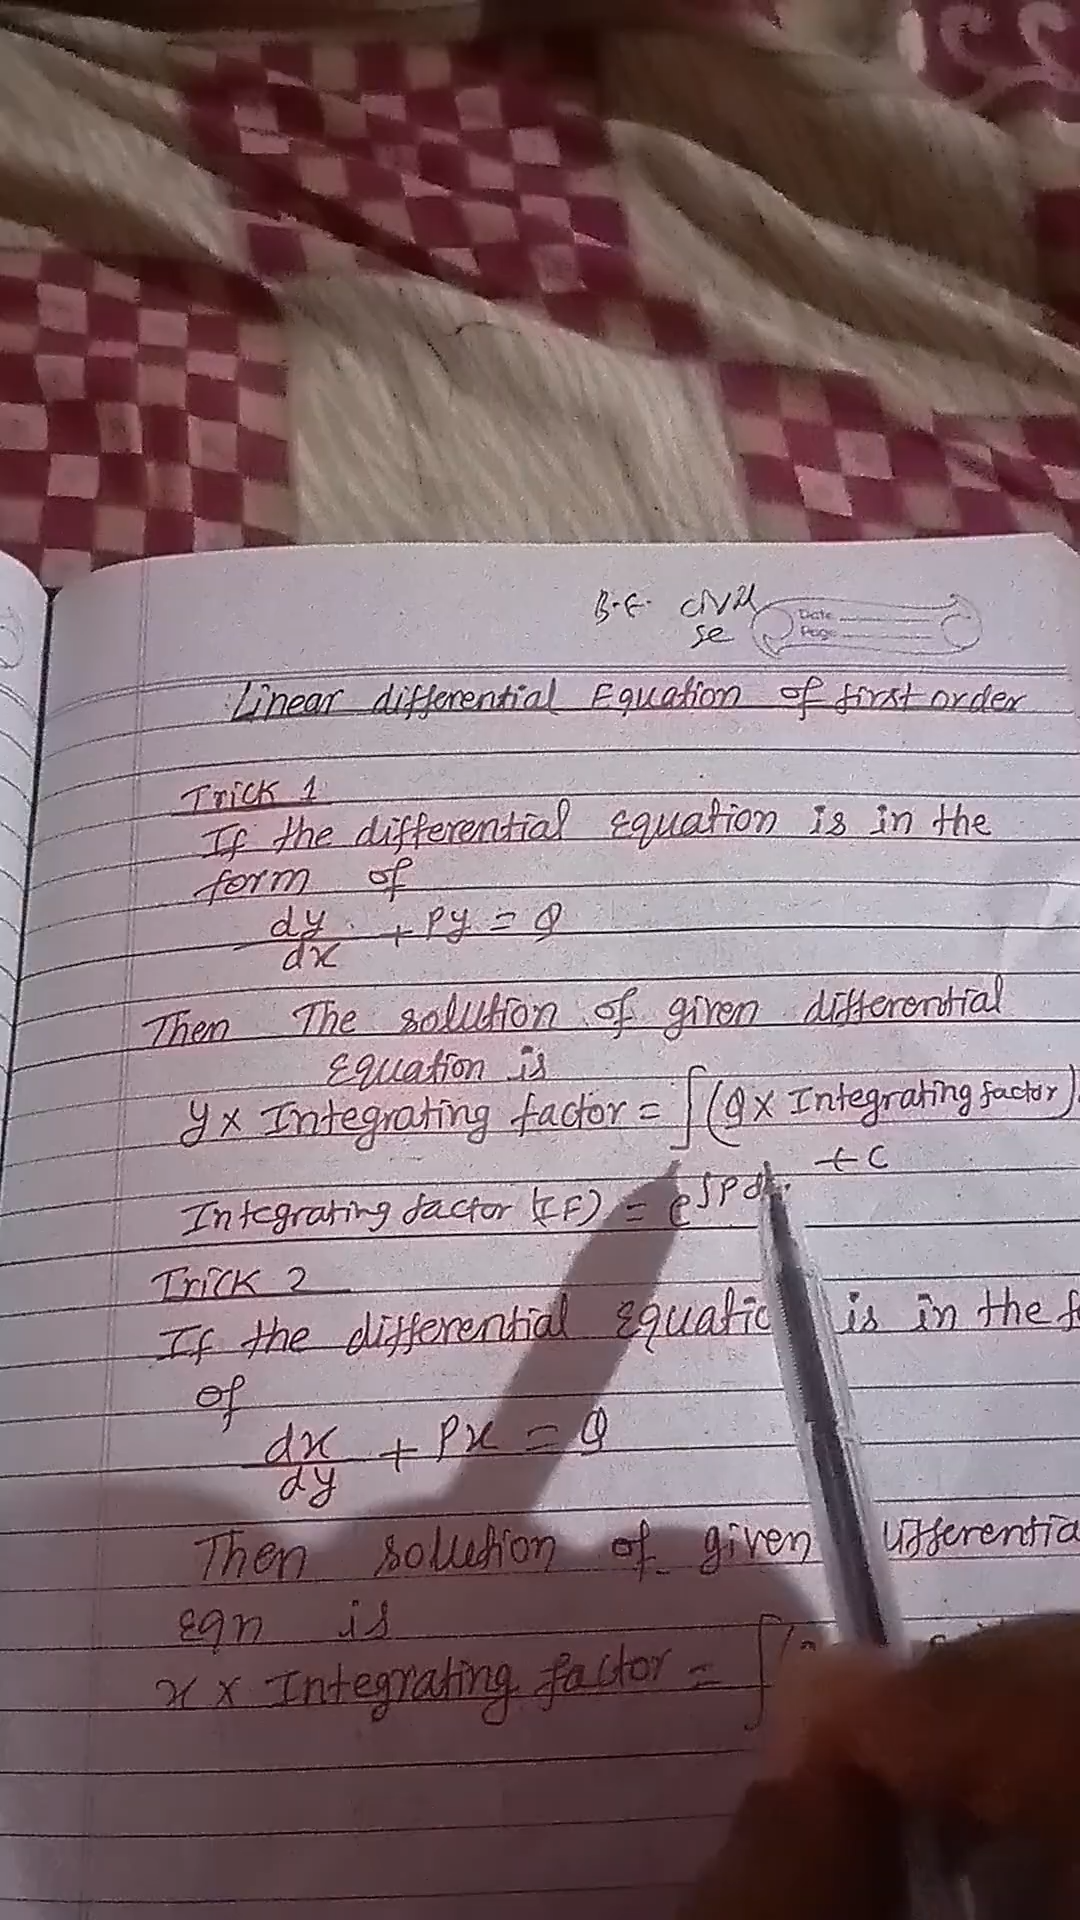 B.E. civil
se
Date
Page
Linear differential Equation of first order
Trick 1
If the differential equation is in the
form of
dy/dx + Py = Q
Then The solution of given differential
Equation is
y x Integrating factor = ∫(Q x Integrating factor)
+ c
Integrating factor (IF) = e^∫P
Trick 2
If the differential is in the
of
dx/dy + Px = Q
Then solution of given
Eqn is
x x Integrating factor = ∫(